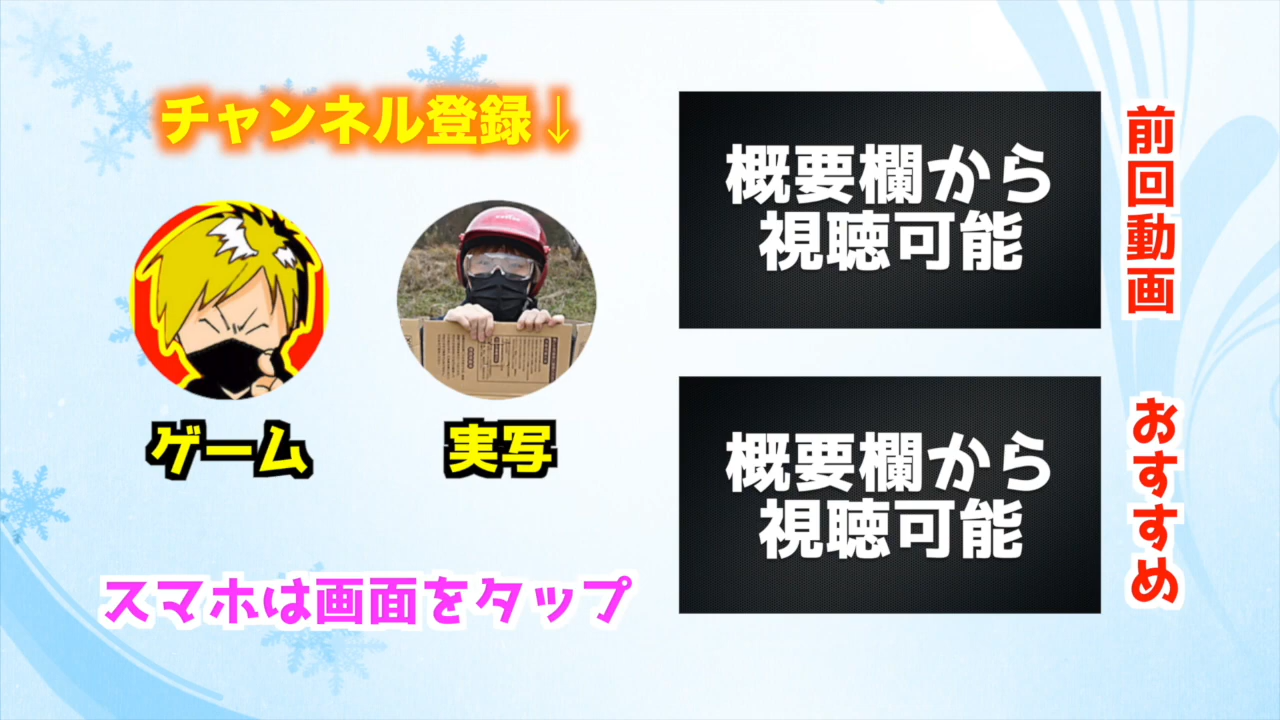 チャンネル登録↓
ゲーム
実写
スマホは画面をタップ
概要欄から
視聴可能
前回動画
概要欄から
視聴可能
おすすめ